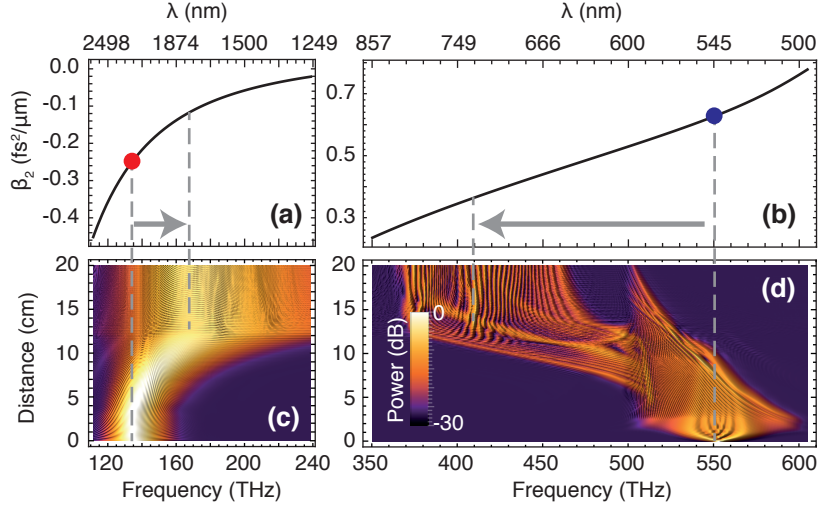 λ (nm)
2498 1874 1500 1249
λ (nm)
857 749 666 600 545 500
β2 (fs²/μm)
0.0
-0.1
-0.2
-0.3
-0.4
(a)
0.7
0.5
0.3
(b)
Distance (cm)
20
15
10
5
0
(c)
20
15
10
5
0
Power (dB)
0
-30
(d)
110 160 200 240
Frequency (THz)
350 400 450 500 550 600
Frequency (THz)